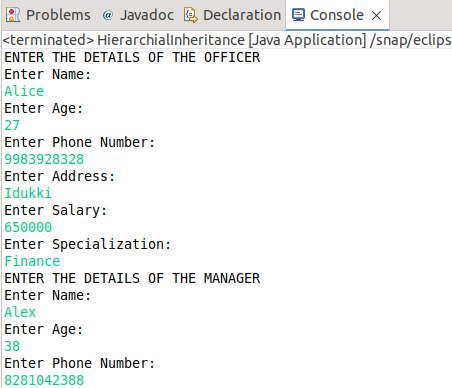 Problems @ Javadoc Declaration Console
<terminated> HierarchialInheritance [Java Application] /snap/eclips
ENTER THE DETAILS OF THE OFFICER
Enter Name:
Alice
Enter Age:
27
Enter Phone Number:
9983928328
Enter Address:
Idukki
Enter Salary:
650000
Enter Specialization:
Finance
ENTER THE DETAILS OF THE MANAGER
Enter Name:
Alex
Enter Age:
38
Enter Phone Number:
8281042388